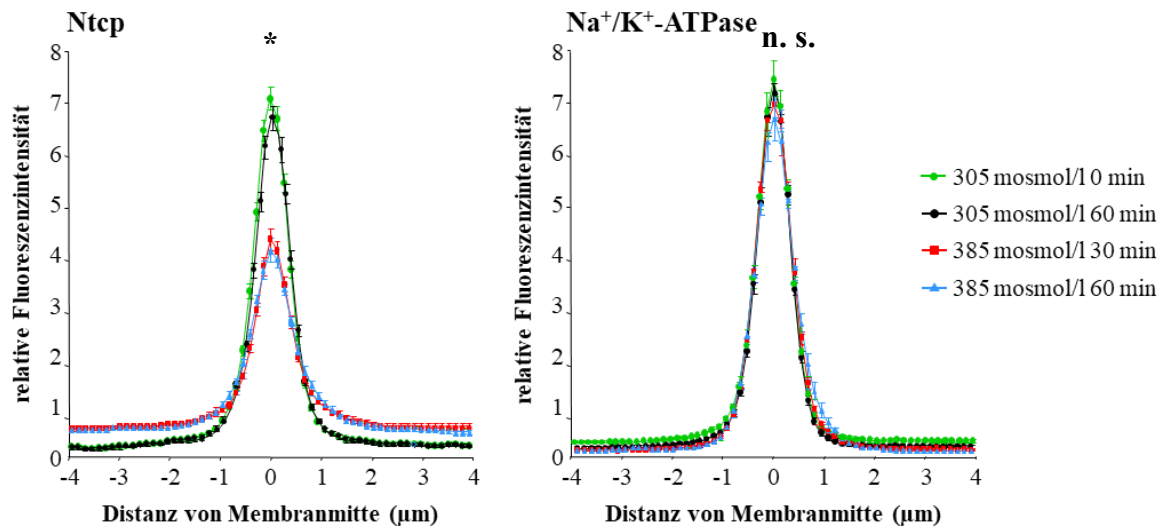 Ntcp
*
8
7
6
5
4
3
2
1
0
-4 -3 -2 -1 0 1 2 3 4
relative Fluoreszenzintensität
Distanz von Membranmitte (µm)
Na⁺/K⁺-ATPase
n. s.
8
7
6
5
4
3
2
1
0
-4 -3 -2 -1 0 1 2 3 4
relative Fluoreszenzintensität
Distanz von Membranmitte (µm)
305 mosmol/l 0 min
305 mosmol/l 60 min
385 mosmol/l 30 min
385 mosmol/l 60 min